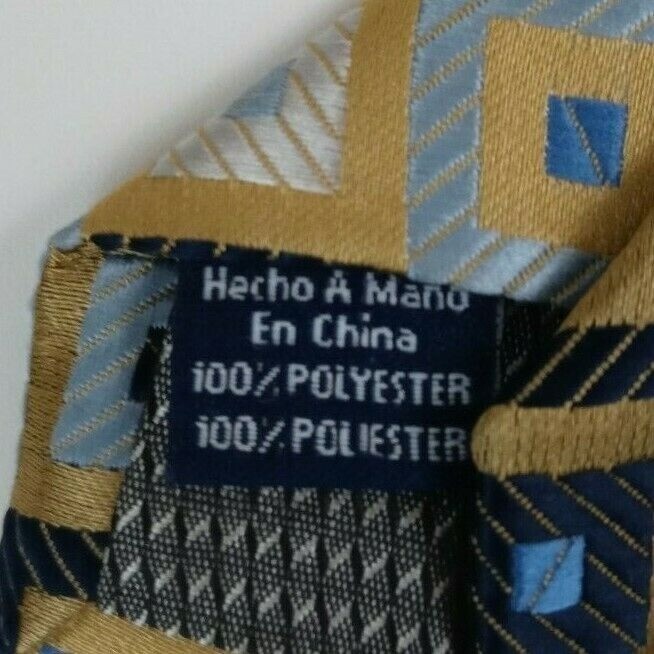 Hecho A Mano
En China
100% POLYESTER
100% POLIESTER